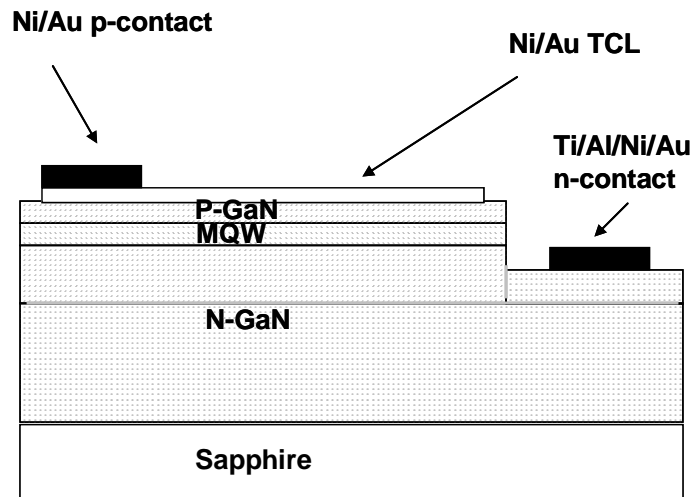 Ni/Au p-contact
Ni/Au TCL
Ti/Al/Ni/Au
n-contact
P-GaN
MQW
N-GaN
Sapphire